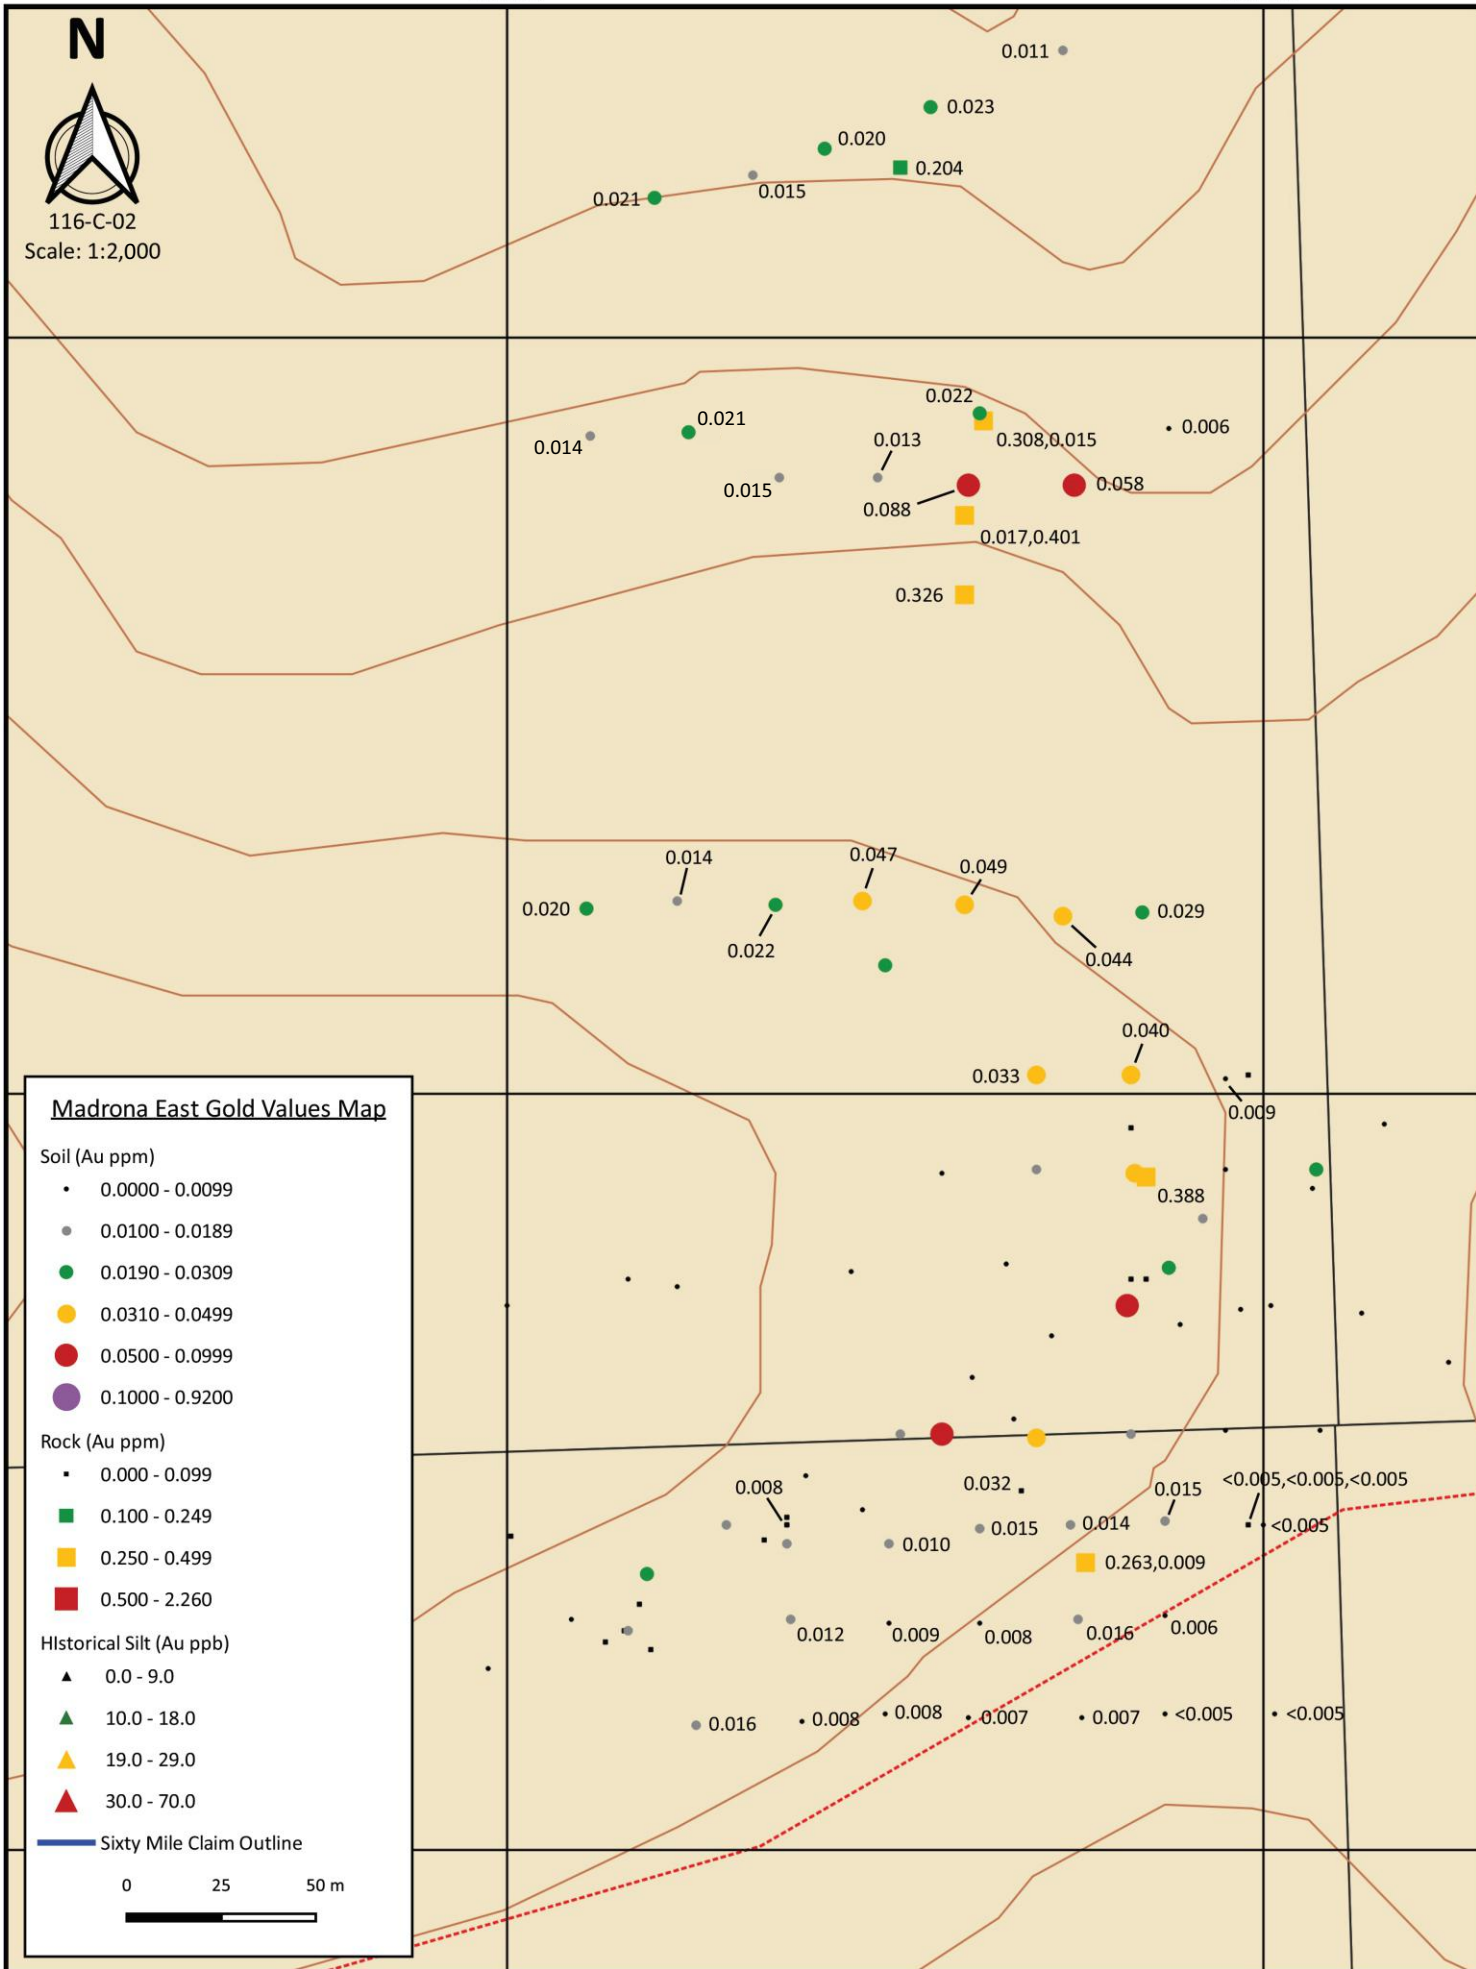 N
116-C-02
Scale: 1:2,000
0.011
0.023
0.020
0.204
0.015
0.021
0.022
0.021
0.006
0.014
0.013
0.308,0.015
0.015
0.058
0.088
0.017,0.401
0.326
0.014
0.047
0.049
0.020
0.029
0.022
0.044
0.040
0.033
0.009
0.388
0.008
0.032
0.015
<0.005,<0.005,<0.005
0.015
0.014
<0.005
0.010
0.263,0.009
0.012
0.009
0.008
0.016
0.006
0.016
0.008
0.008
0.007
0.007
<0.005
<0.005
Madrona East Gold Values Map
Soil (Au ppm)
0.0000 - 0.0099
0.0100 - 0.0189
0.0190 - 0.0309
0.0310 - 0.0499
0.0500 - 0.0999
0.1000 - 0.9200
Rock (Au ppm)
0.000 - 0.099
0.100 - 0.249
0.250 - 0.499
0.500 - 2.260
HIstorical Silt (Au ppb)
0.0 - 9.0
10.0 - 18.0
19.0 - 29.0
30.0 - 70.0
Sixty Mile Claim Outline
0 25 50 m